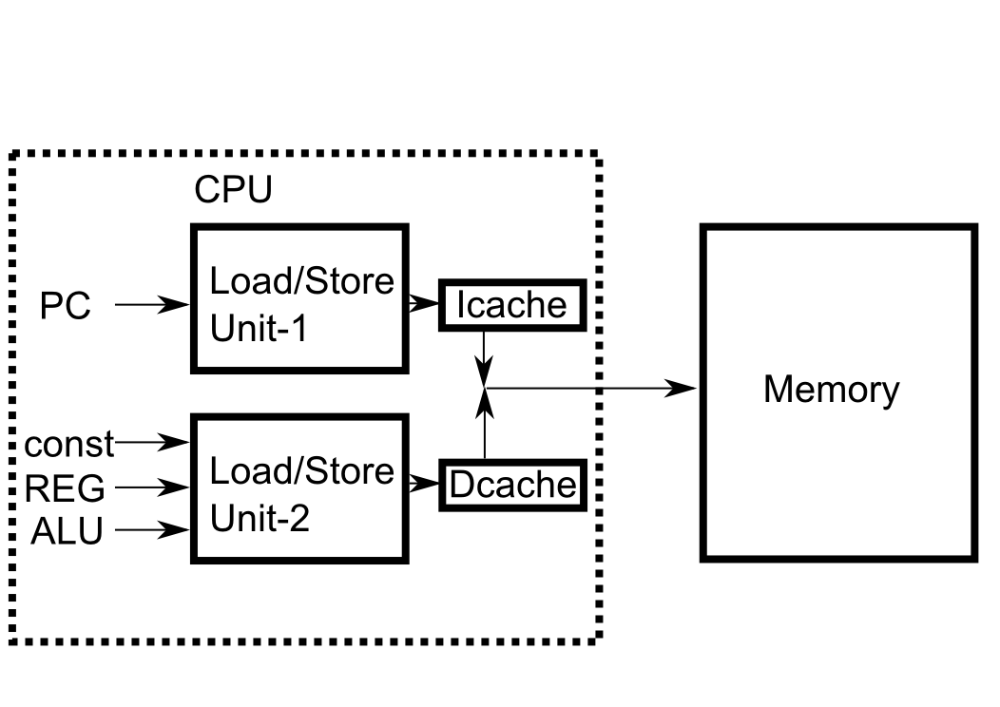 CPU
PC
Load/Store
Unit-1
Icache
Memory
const
REG
ALU
Load/Store
Unit-2
Dcache